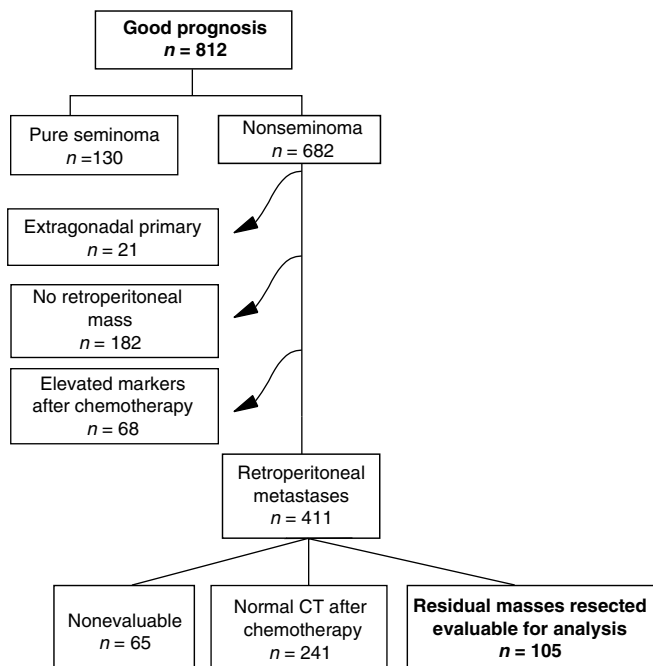 Good prognosis
n = 812
Pure seminoma
n =130
Nonseminoma
n = 682
Extragonadal primary
n = 21
No retroperitoneal
mass
n = 182
Elevated markers
after chemotherapy
n = 68
Retroperitoneal
metastases
n = 411
Nonevaluable
n = 65
Normal CT after
chemotherapy
n = 241
Residual masses resected
evaluable for analysis
n = 105